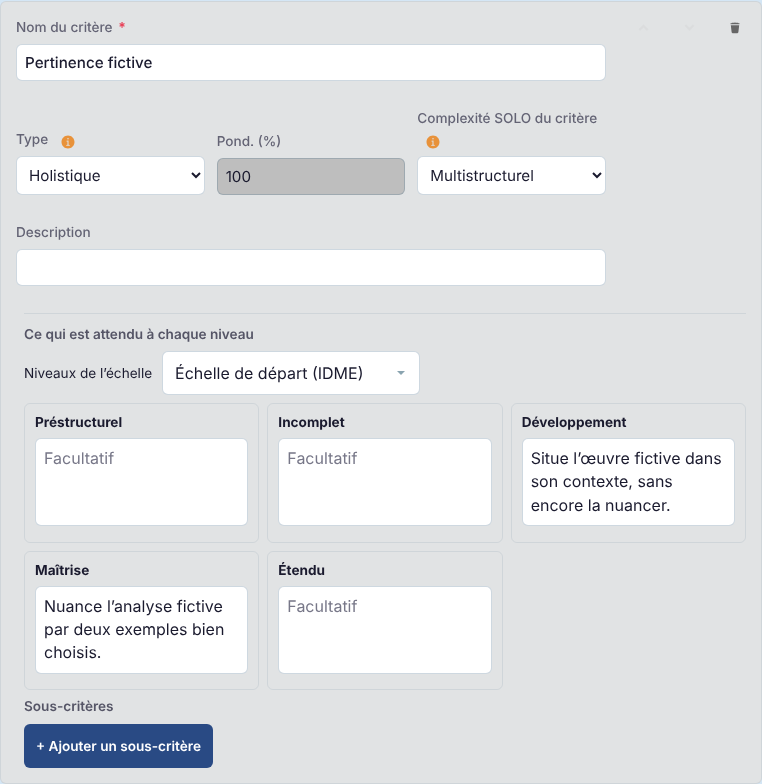 Nom du critère *
Pertinence fictive
Complexité SOLO du critère
Type
Pond. (%)
Holistique
100
Multistructurel
Description
Ce qui est attendu à chaque niveau
Niveaux de l'échelle
Échelle de départ (IDME)
Préstructurel
Incomplet
Développement
Facultatif
Facultatif
Situe l'œuvre fictive dans
son contexte, sans
encore la nuancer.
Maîtrise
Étendu
Nuance l'analyse fictive
par deux exemples bien
choisis.
Facultatif
Sous-critères
+ Ajouter un sous-critère